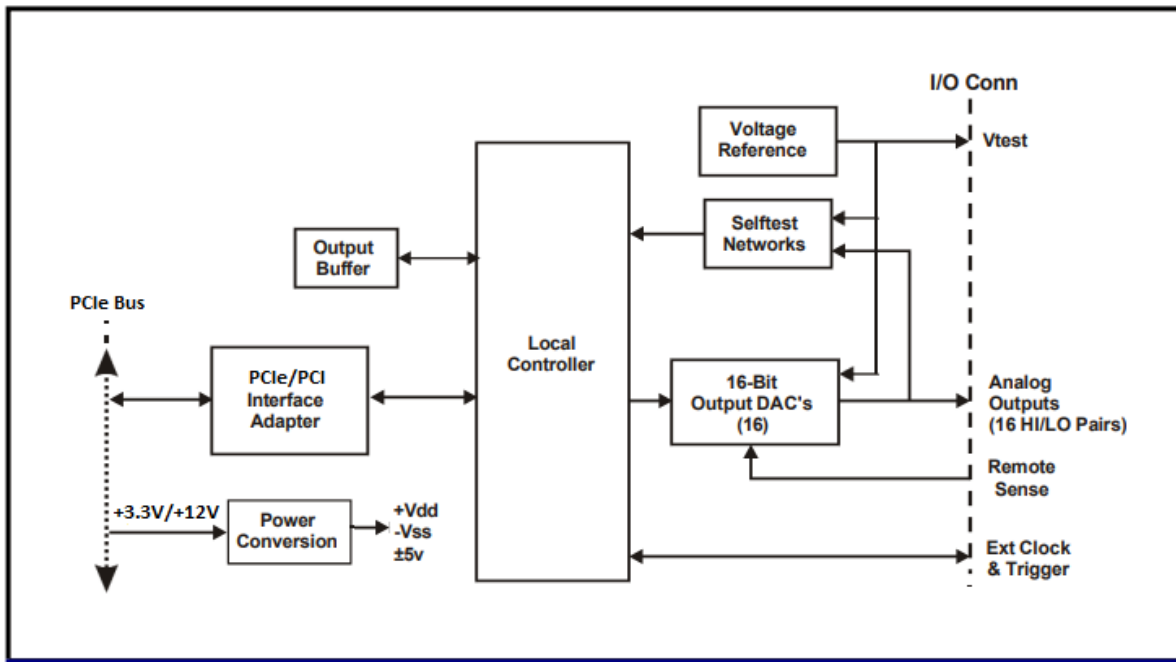 I/O Conn
Voltage
Reference
Vtest
Selftest
Networks
Output
Buffer
PCIe Bus
Local
Controller
PCIe/PCI
Interface
Adapter
16-Bit
Output DAC's
(16)
Analog
Outputs
(16 HI/LO Pairs)
Remote
Sense
+3.3V/+12V
Power
Conversion
+Vdd
-Vss
±5v
Ext Clock
& Trigger